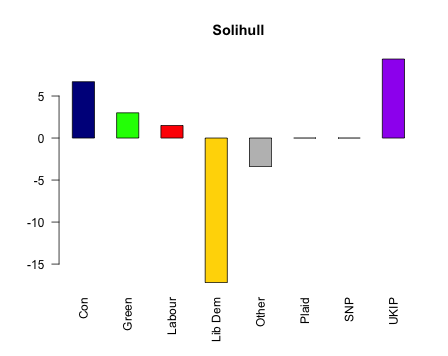 Solihull
5
0
-5
-10
-15
Con
Green
Labour
Lib Dem
Other
Plaid
SNP
UKIP